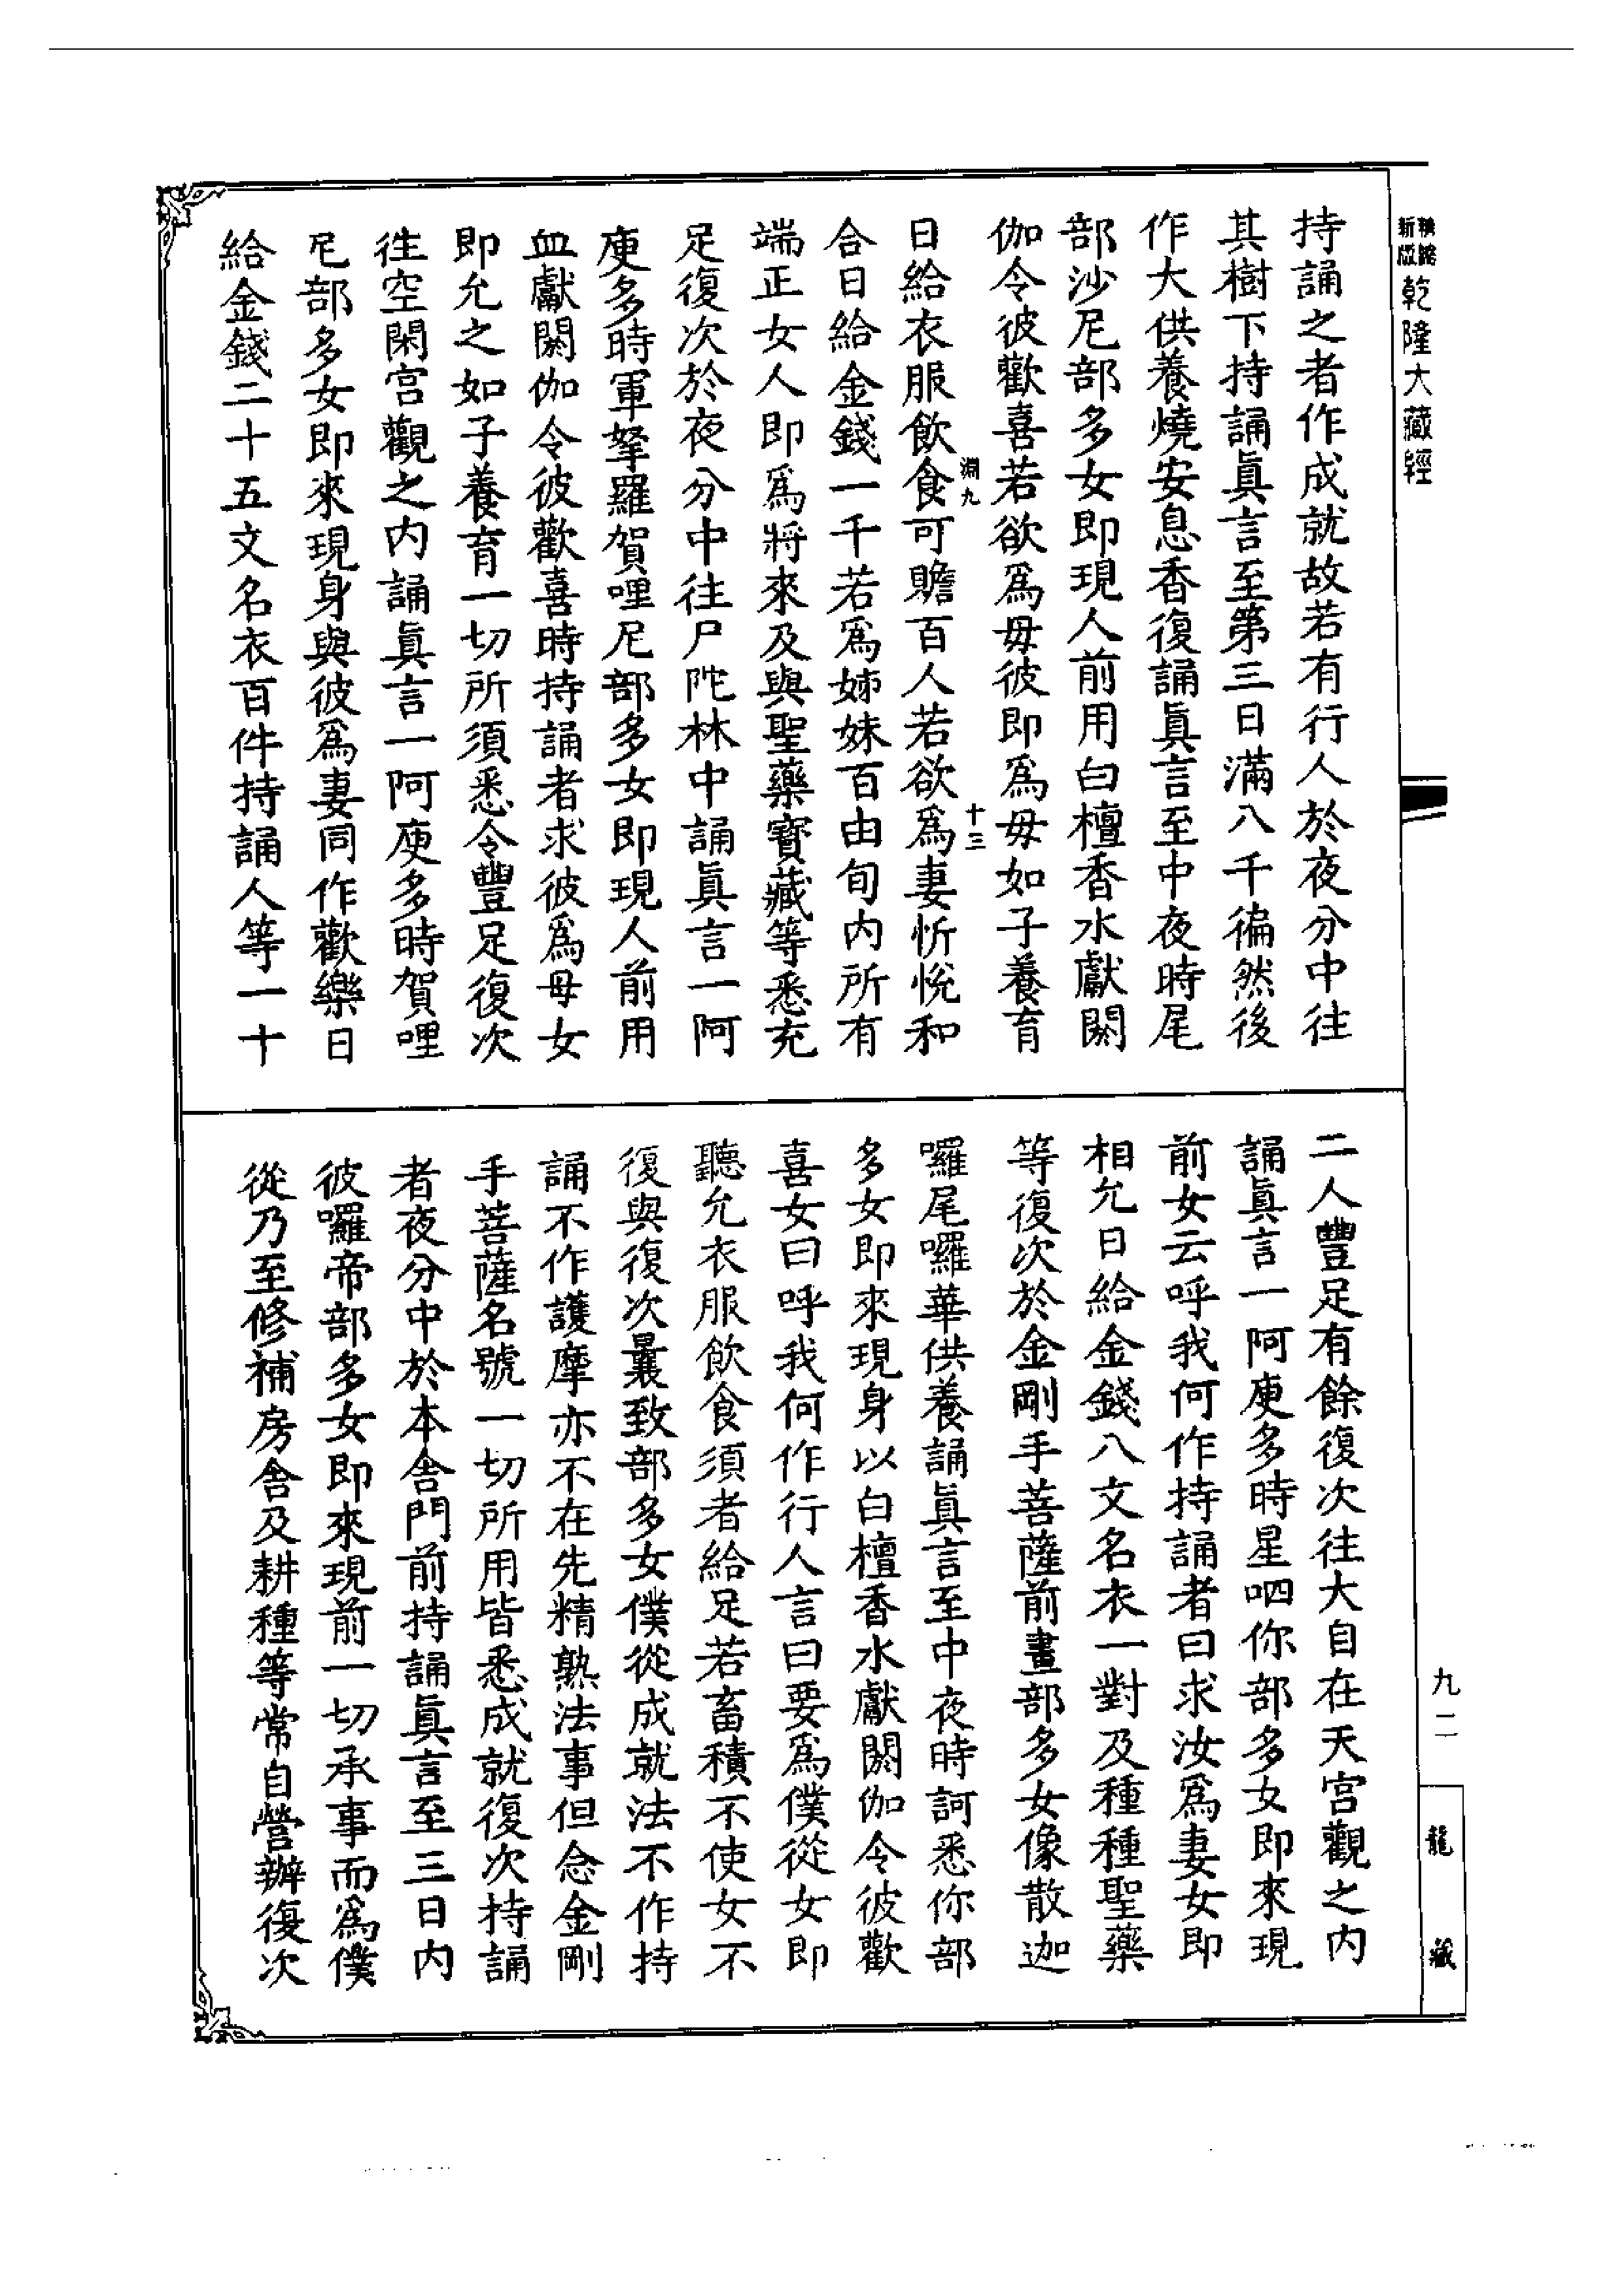 精縮
新版
乾隆大藏經
持誦之者作成就故若有行人於夜分中往
其樹下持誦眞言至第三日滿八千徧然後
作大供養燒安息香復誦眞言至中夜時尾
部沙尼部多女即現人前用白檀香水獻閼
伽令彼歡喜若欲爲母彼即爲母如子養育
淵九
十三
日給衣服飲食可贍百人若欲爲妻忻悅和
合日給金錢一千若爲姊妹百由旬內所有
端正女人即爲將來及與聖藥寶藏等悉充
足復次於夜分中往尸陀林中誦眞言一阿
庾多時軍拏羅賀哩尼部多女即現人前用
血獻閼伽令彼歡喜時持誦者求彼爲母女
即允之如子養育一切所須悉令豐足復次
往空閑宮觀之內誦眞言一阿庾多時賀哩
尼部多女即來現身與彼爲妻同作歡樂日
給金錢二十五文名衣百件持誦人等一十
二人豐足有餘復次往大自在天宮觀之內
誦眞言一阿庾多時星呬你部多女即來現
前女云呼我何作持誦者曰求汝爲妻女即
相允日給金錢八文名衣一對及種種聖藥
等復次於金剛手菩薩前畫部多女像散迦
囉尾囉華供養誦眞言至中夜時訶悉你部
多女即來現身以白檀香水獻閼伽令彼歡
喜女曰呼我何作行人言曰要爲僕從女即
聽允衣服飲食須者給足若畜積不使女不
復與復次曩致部多女僕從成就法不作持
誦不作護摩亦不在先精熟法事但念金剛
手菩薩名號一切所用皆悉成就復次持誦
者夜分中於本舍門前持誦眞言至三日內
彼囉帝部多女即來現前一切承事而爲僕
從乃至修補房舍及耕種等常自營辦復次
九二
龍
藏